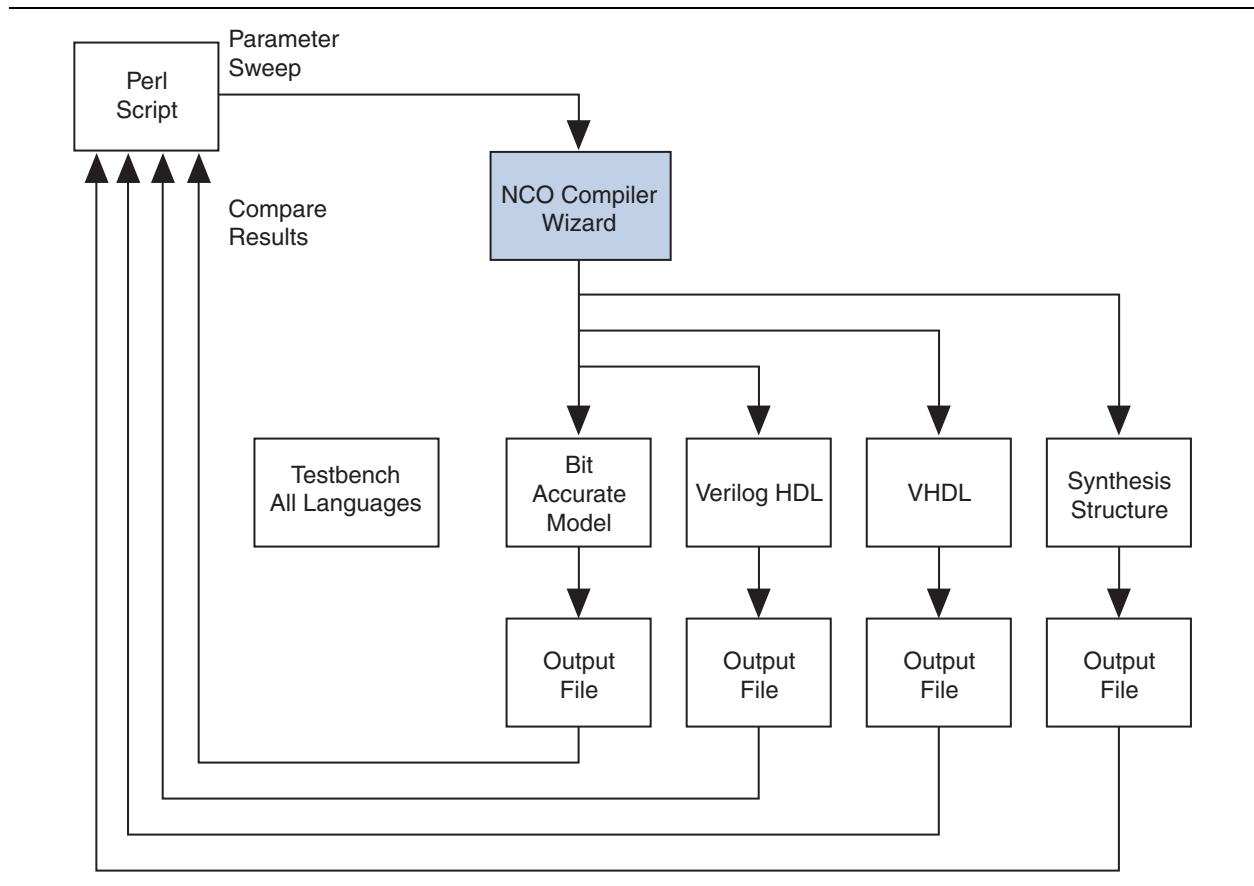 Parameter
Sweep
Perl
Script
NCO Compiler
Wizard
Compare
Results
Testbench
All Languages
Bit
Accurate
Model
Verilog HDL
VHDL
Synthesis
Structure
Output
File
Output
File
Output
File
Output
File